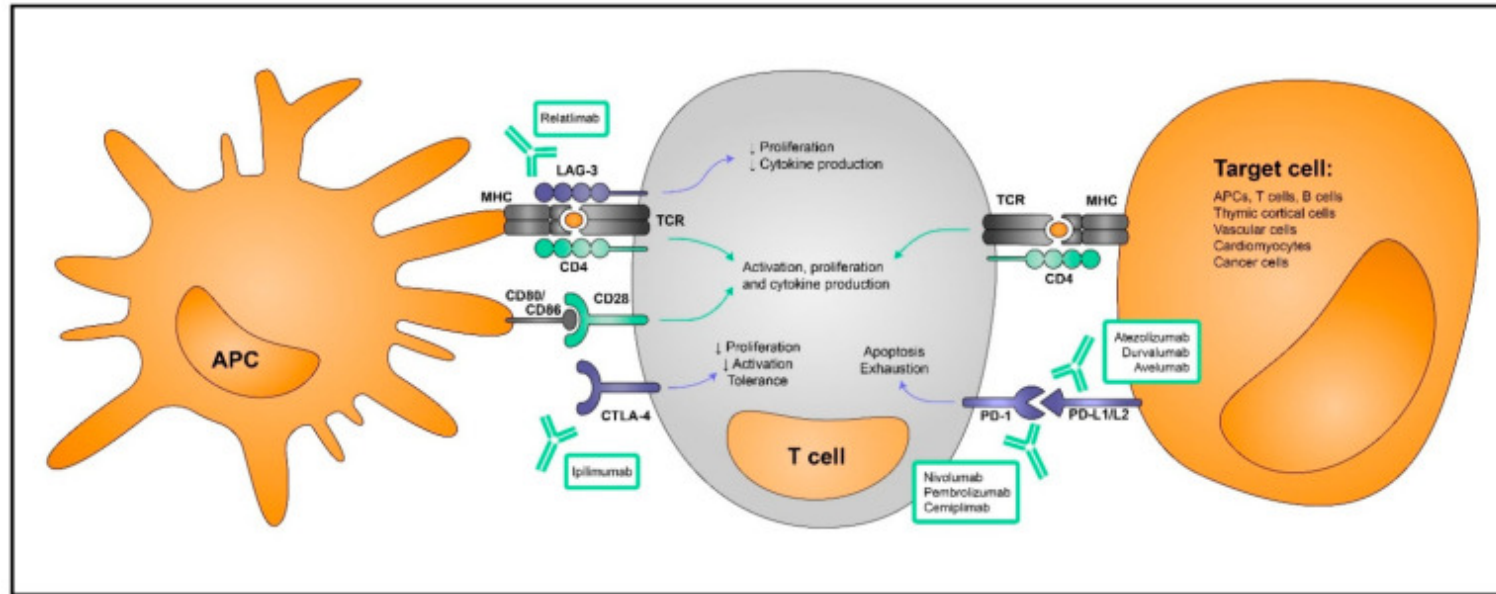 Relatlimab
LAG-3
MHC
TCR
CD4
CD80/
CD86
CD28
APC
CTLA-4
Ipilimumab
↓ Proliferation
↓ Cytokine production
Activation, proliferation
and cytokine production
↓ Proliferation
↓ Activation
Tolerance
Apoptosis
Exhaustion
T cell
TCR
MHC
CD4
Target cell:
APCs, T cells, B cells
Thymic cortical cells
Vascular cells
Cardiomyocytes
Cancer cells
Atezolizumab
Durvalumab
Avelumab
PD-1
PD-L1/L2
Nivolumab
Pembrolizumab
Cemiplimab